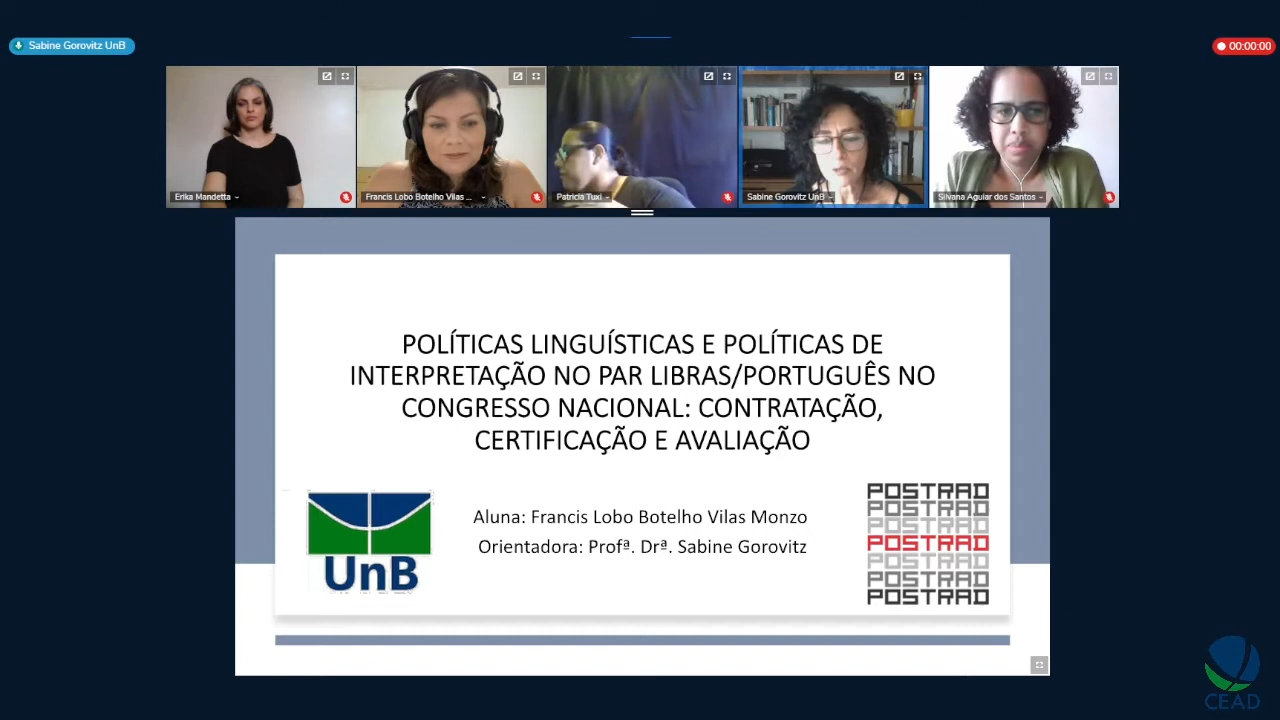 Sabine Gorovitz UnB
00:00:00
Erika Mandetta
Francis Lobo Botelho Vilas ...
Patricia Tuxi
Sabine Gorovitz UnB
Silvana Aguiar dos Santos
POLÍTICAS LINGUÍSTICAS E POLÍTICAS DE
INTERPRETAÇÃO NO PAR LIBRAS/PORTUGUÊS NO
CONGRESSO NACIONAL: CONTRATAÇÃO,
CERTIFICAÇÃO E AVALIAÇÃO
Aluna: Francis Lobo Botelho Vilas Monzo
Orientadora: Profª. Drª. Sabine Gorovitz
UnB
POSTRAD
POSTRAD
POSTRAD
POSTRAD
POSTRAD
POSTRAD
POSTRAD
CEAD